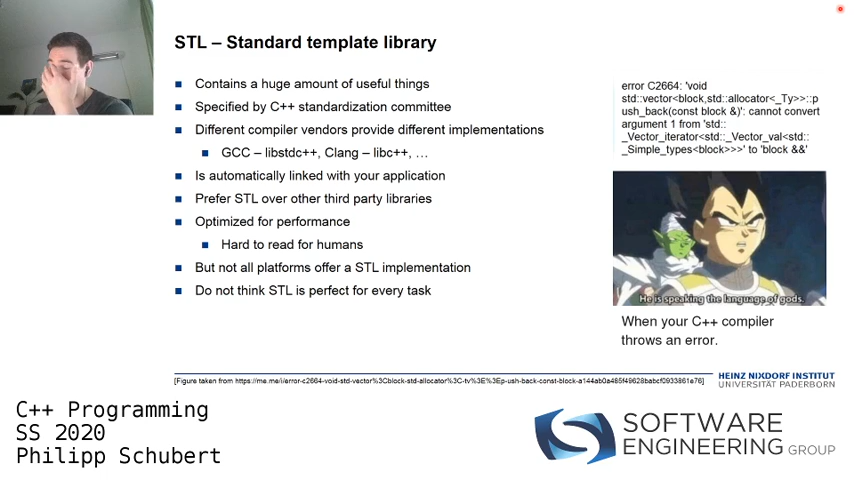 STL – Standard template library
Contains a huge amount of useful things
Specified by C++ standardization committee
Different compiler vendors provide different implementations
GCC – libstdc++, Clang – libc++, …
Is automatically linked with your application
Prefer STL over other third party libraries
Optimized for performance
Hard to read for humans
But not all platforms offer a STL implementation
Do not think STL is perfect for every task
error C2664: 'void
std::vector<block,std::allocator<_Ty>>::p
ush_back(const block &)': cannot convert
argument 1 from 'std::
_Vector_iterator<std::_Vector_val<std::
_Simple_types<block>>>' to 'block &&'
He is speaking the language of gods.
When your C++ compiler
throws an error.
HEINZ NIXDORF INSTITUT
UNIVERSITÄT PADERBORN
C++ Programming
SS 2020
Philipp Schubert
SOFTWARE
ENGINEERING GROUP